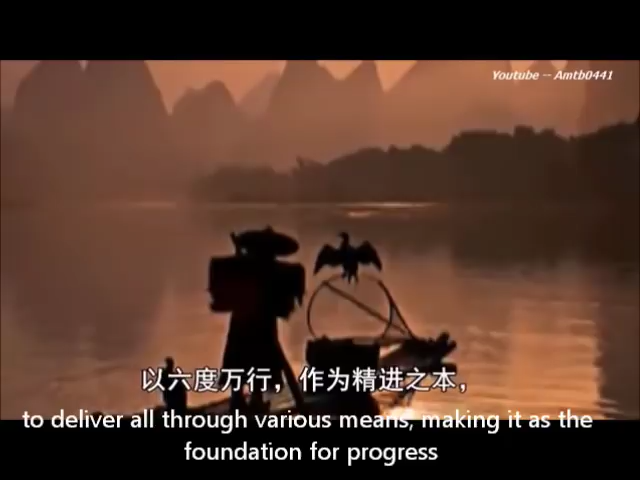 Youtube -- Amtb0441
以六度万行，作为精进之本，
to deliver all through various means, making it as the
foundation for progress